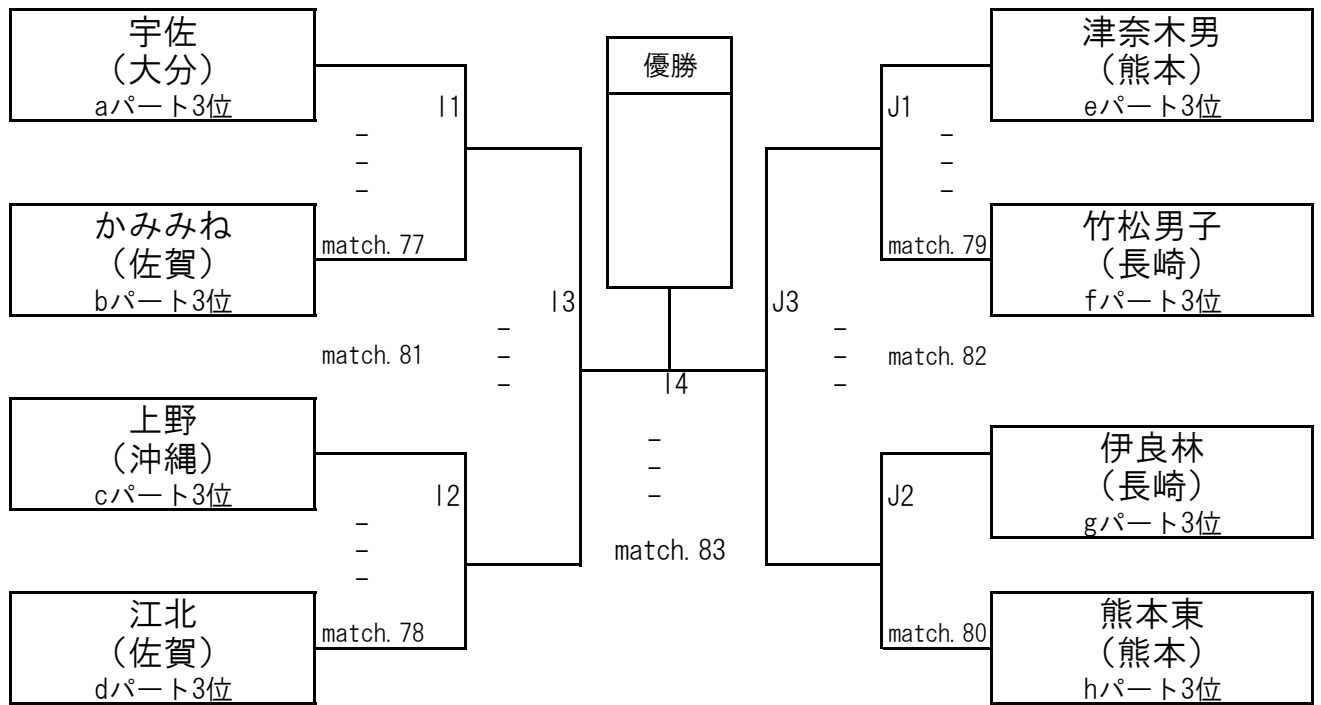 宇佐
（大分）
aパート3位
I1
−
−
−
かみみね
（佐賀）
bパート3位
match. 77
I3
−
−
−
match. 81
上野
（沖縄）
cパート3位
I2
−
−
−
江北
（佐賀）
dパート3位
match. 78
優勝
I4
−
−
−
match. 83
津奈木男
（熊本）
eパート3位
J1
−
−
−
竹松男子
（長崎）
fパート3位
match. 79
J3
−
−
−
match. 82
伊良林
（長崎）
gパート3位
J2
熊本東
（熊本）
hパート3位
match. 80